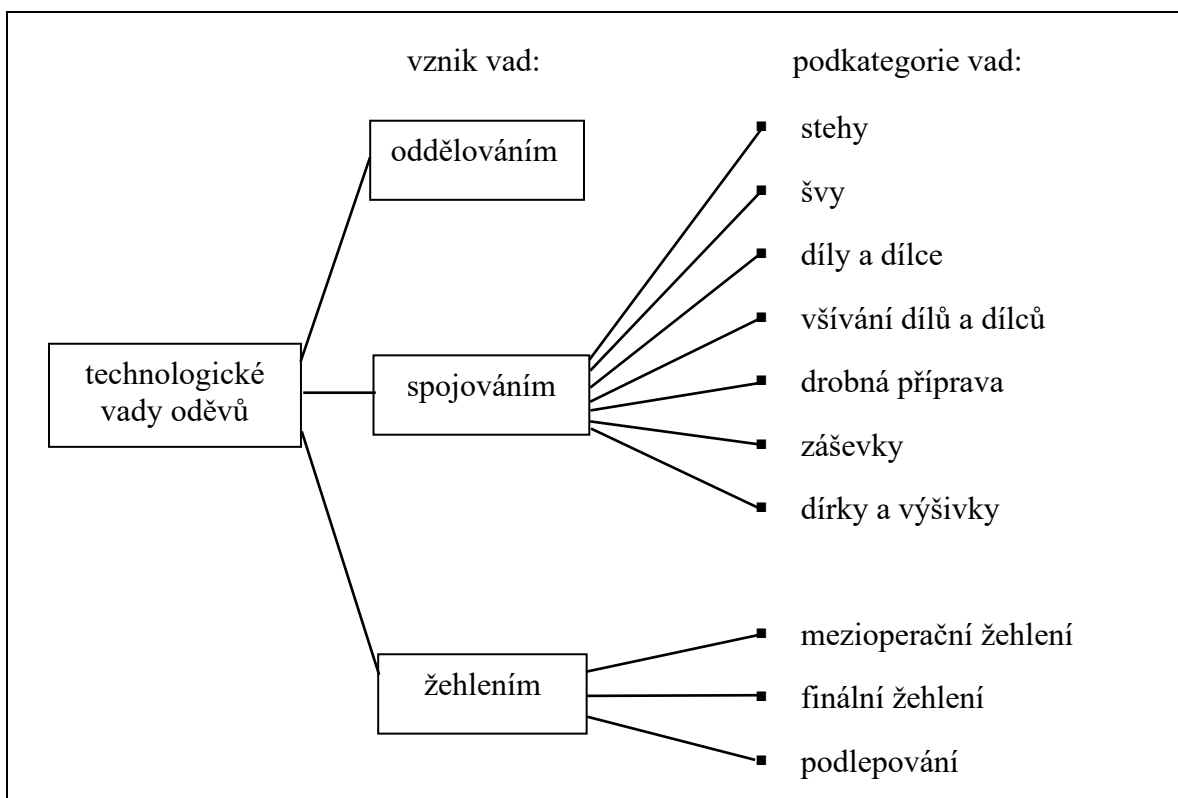 vznik vad:
podkategorie vad:
oddělováním
stehy
švy
díly a dílce
všívání dílů a dílců
technologické
vady oděvů
spojováním
drobná příprava
záševky
dírky a výšivky
žehlením
mezioperační žehlení
finální žehlení
podlepování